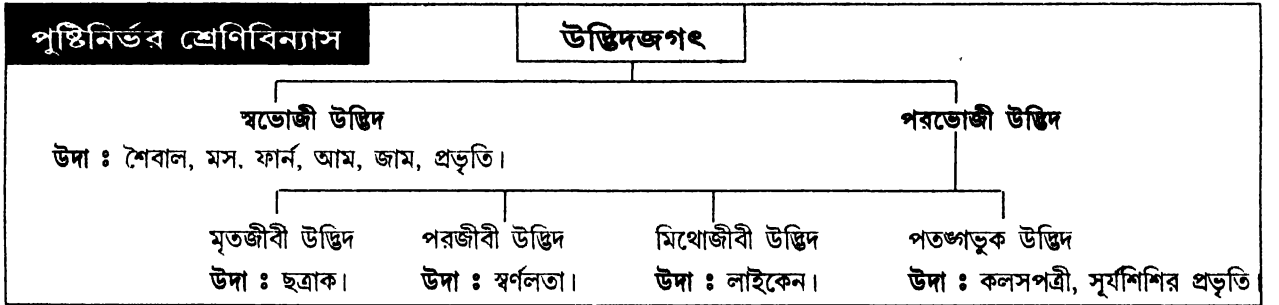 পুষ্টিনির্ভর শ্রেণিবিন্যাস
উদ্ভিদজগৎ
স্বভোজী উদ্ভিদ
পরভোজী উদ্ভিদ
উদা : শৈবাল, মস. ফার্ন, আম, জাম, প্রভৃতি।
মৃতজীবী উদ্ভিদ পরজীবী উদ্ভিদ মিথোজীবী উদ্ভিদ পতঙ্গভুক উদ্ভিদ
উদা : ছত্রাক। উদা : স্বর্ণলতা। উদা : লাইকেন। উদা : কলসপত্রী, সূর্যশিশির প্রভৃতি।